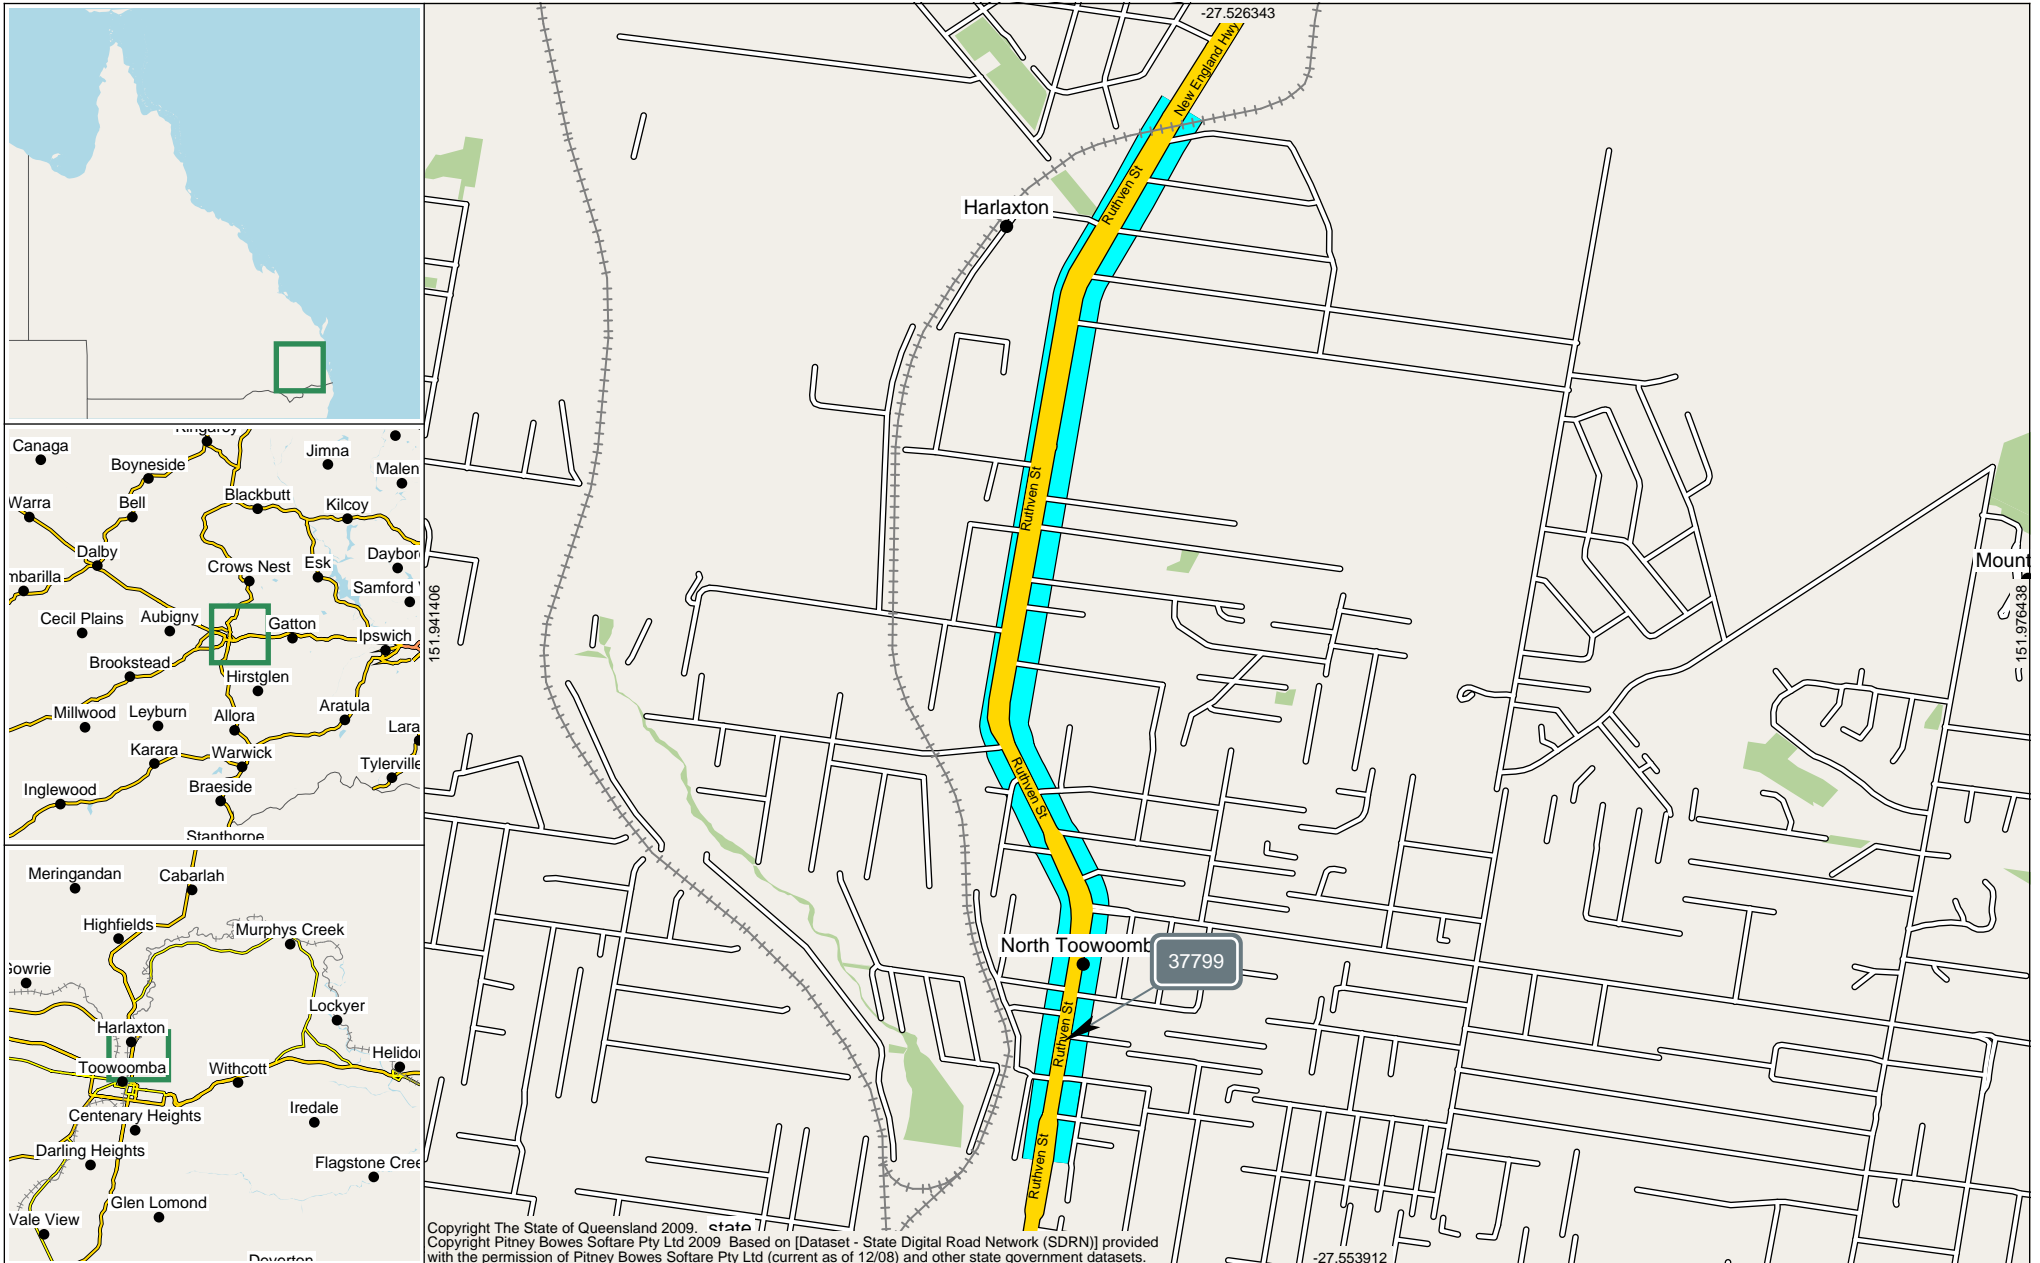 -27.526343
New England Hwy
Ruthven St
Harlaxton
Ruthven St
Mount
151.941406
151.976438
Ruthven St
North Toowoomb
37799
Ruthven St
Ruthven St
state
-27.553912
Copyright The State of Queensland 2009.
Copyright Pitney Bowes Softare Pty Ltd 2009 Based on [Dataset - State Digital Road Network (SDRN)] provided
with the permission of Pitney Bowes Softare Pty Ltd (current as of 12/08) and other state government datasets.
Kingaroy
Canaga
Jimna
Boyneside
Malen
Warra
Bell
Blackbutt
Kilcoy
Dalby
Daybor
Crows Nest
Esk
mbarilla
Samford
Cecil Plains
Aubigny
Gatton
Ipswich
Brookstead
Hirstglen
Millwood
Leyburn
Allora
Aratula
Lara
Karara
Warwick
Tylerville
Inglewood
Braeside
Stanthorpe
Meringandan
Cabarlah
Highfields
Murphys Creek
Gowrie
Lockyer
Harlaxton
Helidon
Toowoomba
Withcott
Centenary Heights
Iredale
Darling Heights
Flagstone Cree
Glen Lomond
Vale View